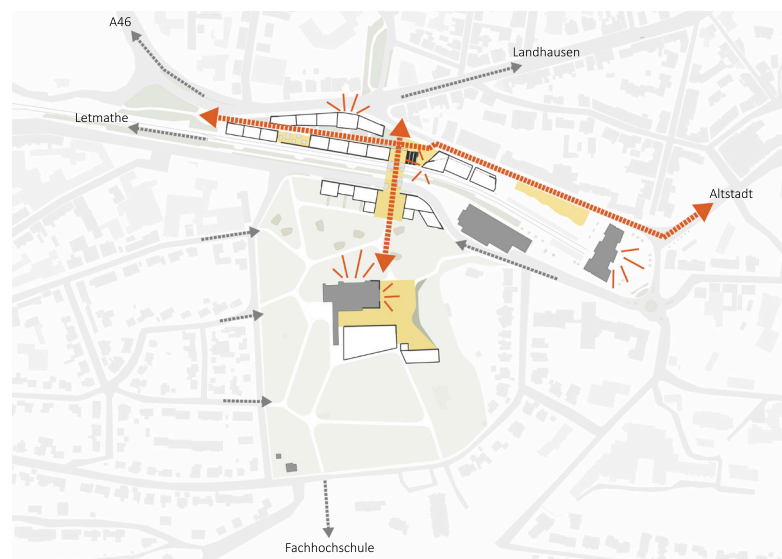 A46
Landhausen
Letmathe
Altstadt
Fachhochschule